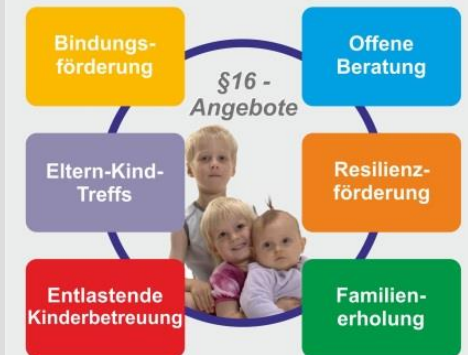 Bindungs-
förderung
Offene
Beratung
§16 -
Angebote
Eltern-Kind-
Treffs
Resilienz-
förderung
Entlastende
Kinderbetreuung
Familien-
erholung